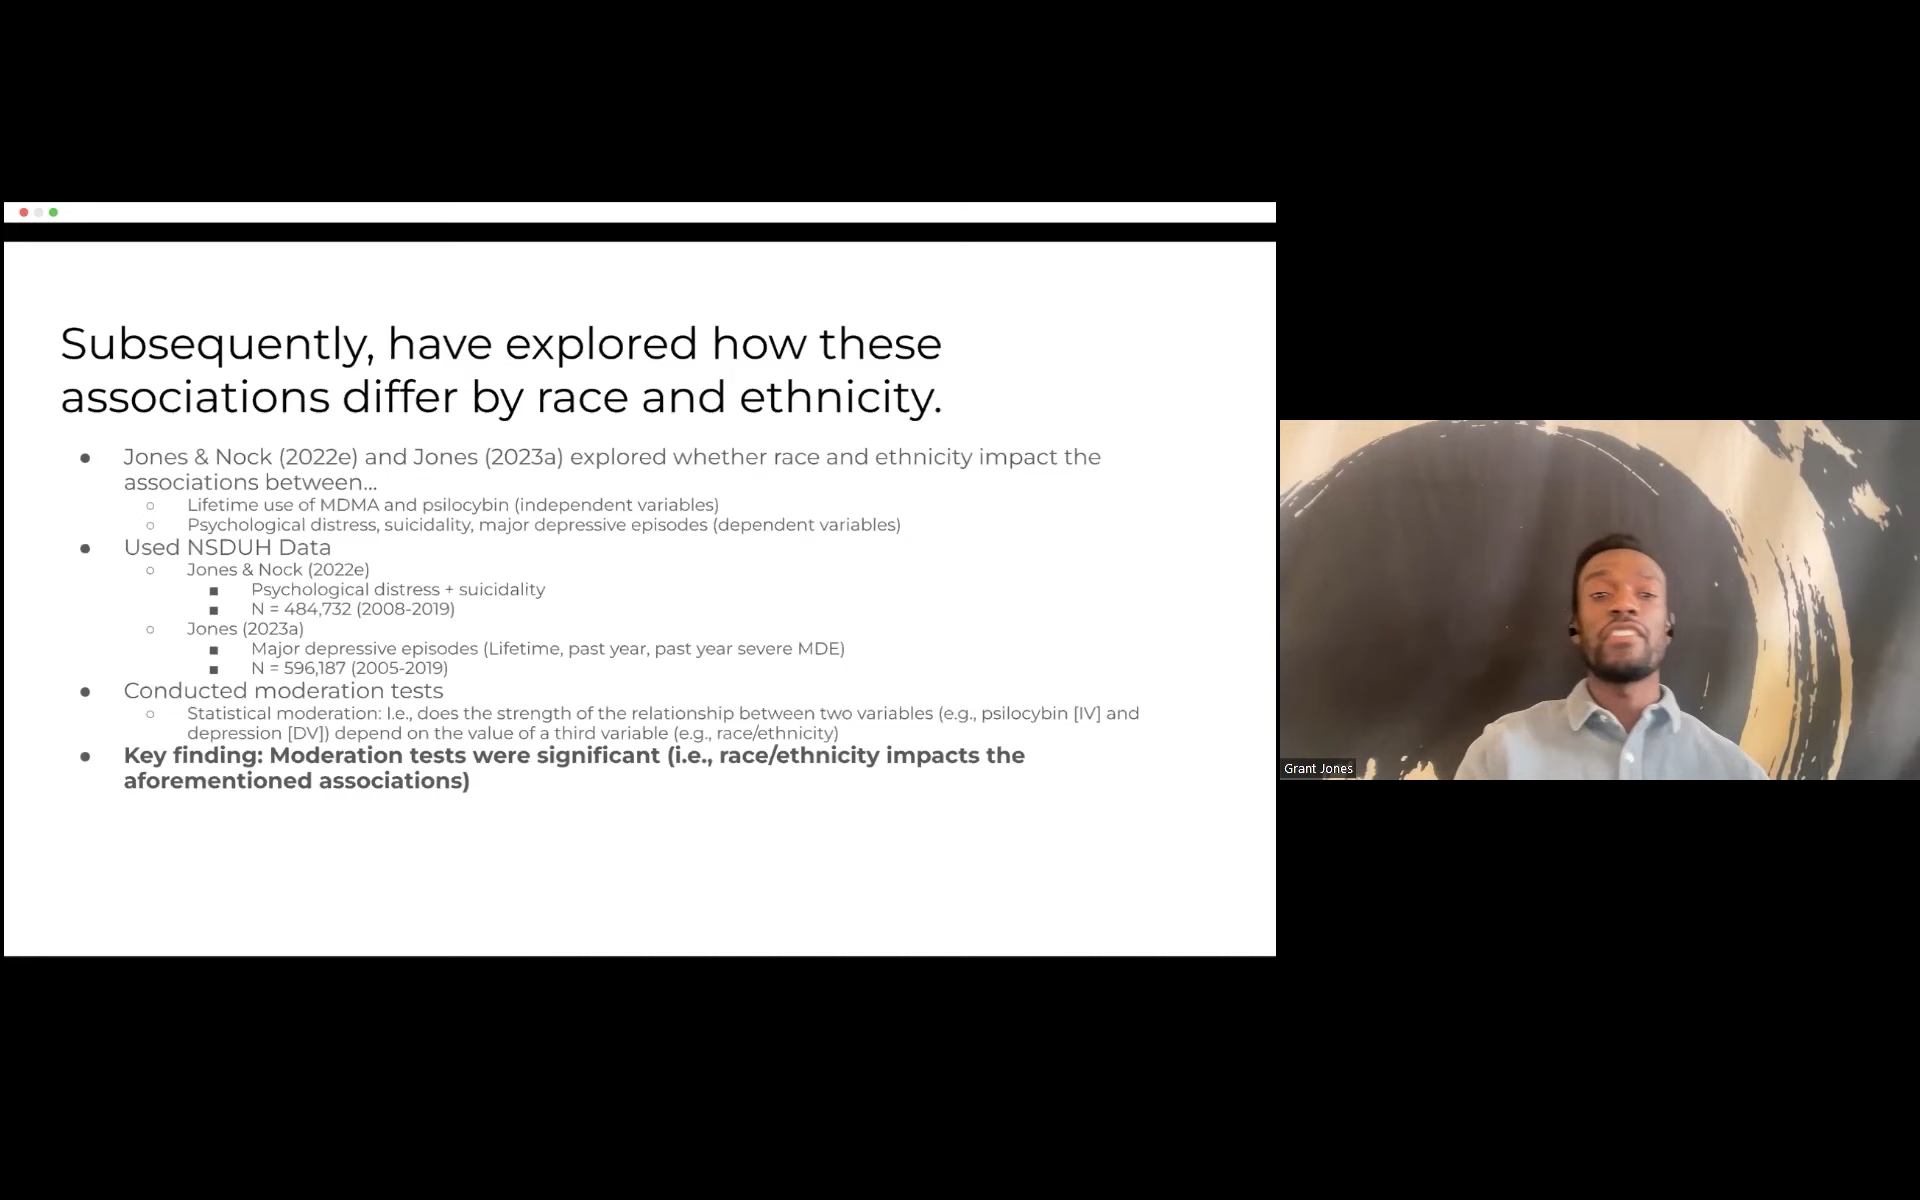 Subsequently, have explored how these
associations differ by race and ethnicity.
● Jones & Nock (2022e) and Jones (2023a) explored whether race and ethnicity impact the
associations between...
○ Lifetime use of MDMA and psilocybin (independent variables)
○ Psychological distress, suicidality, major depressive episodes (dependent variables)
● Used NSDUH Data
○ Jones & Nock (2022e)
■ Psychological distress + suicidality
■ N = 484,732 (2008-2019)
○ Jones (2023a)
■ Major depressive episodes (Lifetime, past year, past year severe MDE)
■ N = 596,187 (2005-2019)
● Conducted moderation tests
○ Statistical moderation: I.e., does the strength of the relationship between two variables (e.g., psilocybin [IV] and
depression [DV]) depend on the value of a third variable (e.g., race/ethnicity)
● Key finding: Moderation tests were significant (i.e., race/ethnicity impacts the
aforementioned associations)
Grant Jones